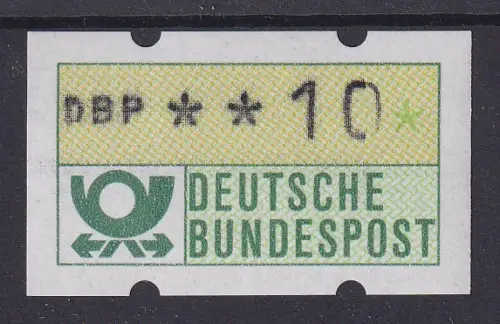 DBP * * 10 *
DEUTSCHE
BUNDESPOST